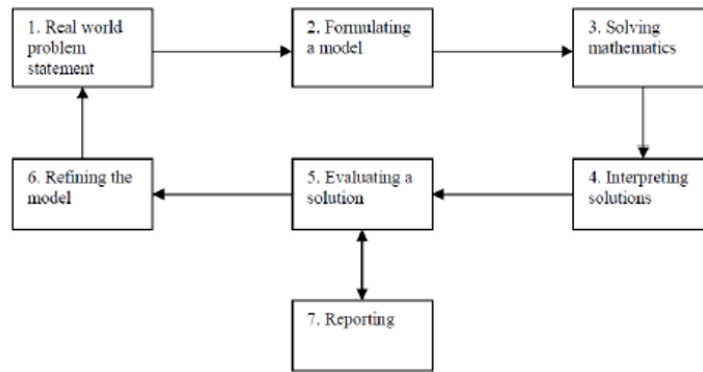 1. Real world
problem
statement
2. Formulating
a model
3. Solving
mathematics
6. Refining the
model
5. Evaluating a
solution
4. Interpreting
solutions
7. Reporting